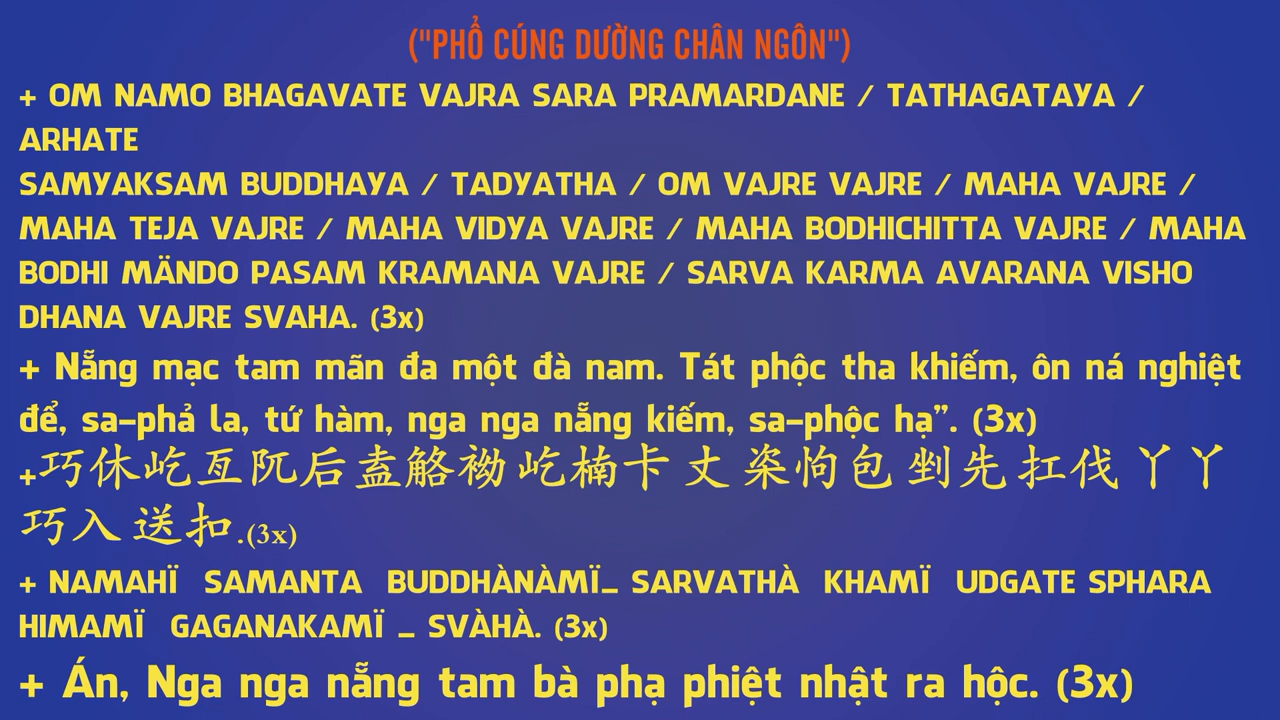 ("PHỔ CÚNG DƯỜNG CHÂN NGÔN")
+ OM NAMO BHAGAVATE VAJRA SARA PRAMARDANE / TATHAGATAYA /
ARHATE
SAMYAKSAM BUDDHAYA / TADYATHA / OM VAJRE VAJRE / MAHA VAJRE /
MAHA TEJA VAJRE / MAHA VIDYA VAJRE / MAHA BODHICHITTA VAJRE / MAHA
BODHI MÄNDO PASAM KRAMANA VAJRE / SARVA KARMA AVARANA VISHO
DHANA VAJRE SVAHA. (3x)
+ Nẵng mạc tam mãn đa một đà nam. Tát phộc tha khiếm, ôn ná nghiệt
để, sa-phả la, tứ hàm, nga nga nẵng kiếm, sa-phộc hạ”. (3x)
+巧休屹亙阢后盍觡袎 屹楠卡 丈 楶怐包 剉先 扛伐 丫丫
巧入 送扣.(3x)
+ NAMAHÏ SAMANTA BUDDHÀNÀMÏ_ SARVATHÀ KHAMÏ UDGATE SPHARA
HIMAMÏ GAGANAKAMÏ _ SVÀHÀ. (3x)
+ Án, Nga nga nẵng tam bà phạ phiệt nhật ra hộc. (3x)